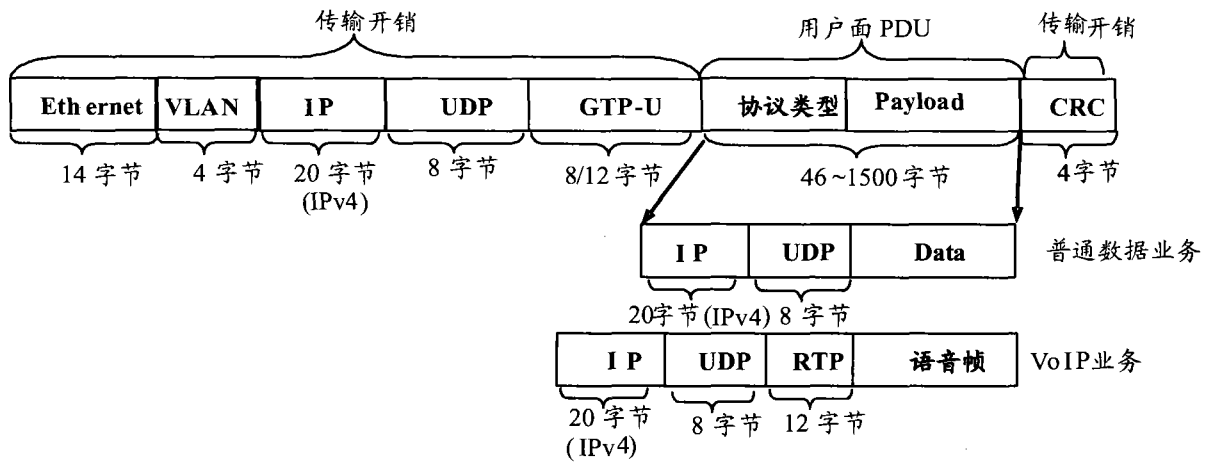 传输开销 用户面 PDU 传输开销
Eth ernet VLAN IP UDP GTP-U 协议类型 Payload CRC
14 字节 4 字节 20 字节 8 字节 8/12 字节 46~1500 字节 4字节
(IPv4)
IP UDP Data 普通数据业务
20字节(IPv4) 8 字节
IP UDP RTP 语音帧 VoIP业务
20 字节 8 字节 12 字节
(IPv4)